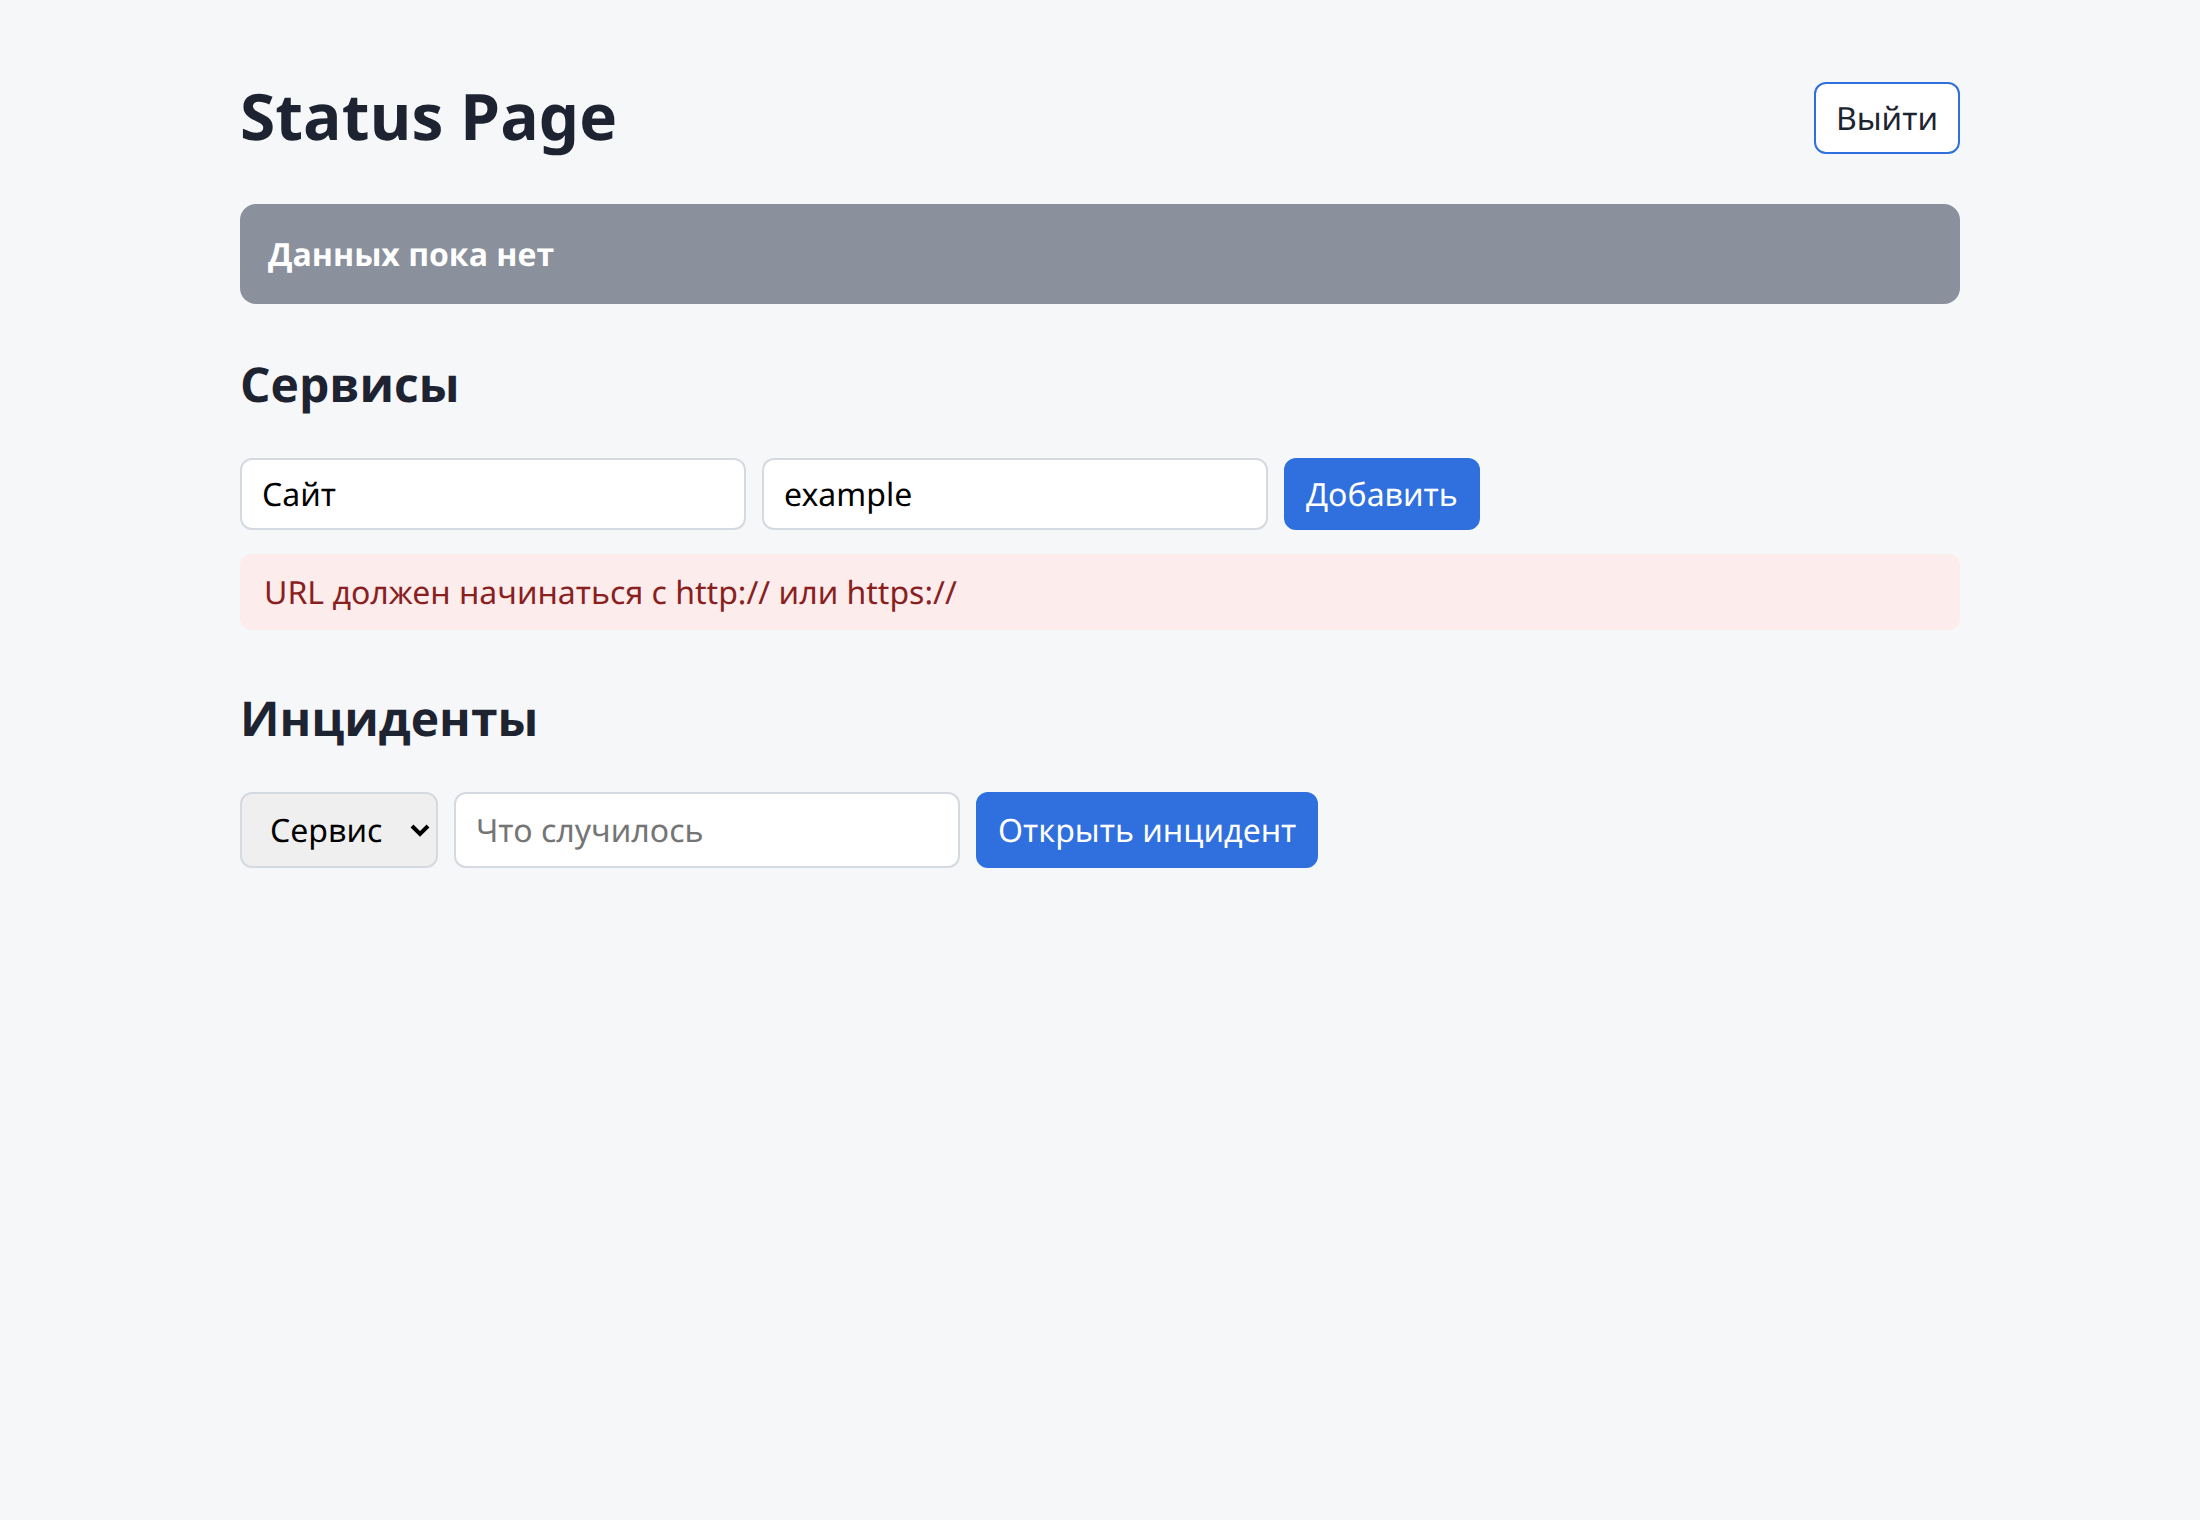 Status Page
Выйти
Данных пока нет
Сервисы
Сайт
example
Добавить
URL должен начинаться с http:// или https://
Инциденты
Сервис
Что случилось
Открыть инцидент